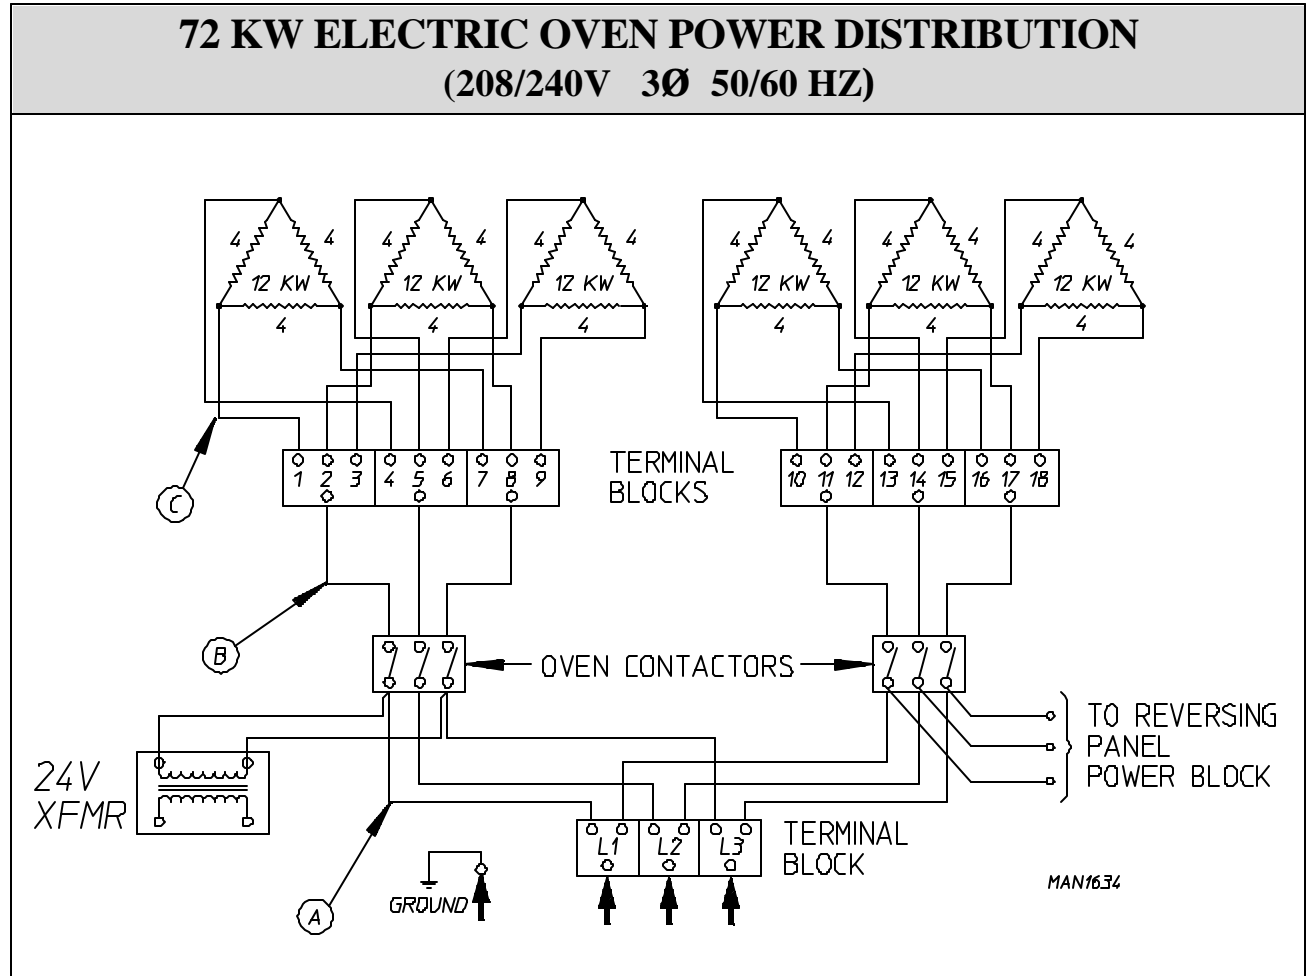 72 KW ELECTRIC OVEN POWER DISTRIBUTION
(208/240V 3Ø 50/60 HZ)
4 4 4 4 4 4 4 4 4 4 4 4
12 KW 12 KW 12 KW 12 KW 12 KW 12 KW
4 4 4 4 4 4
C
1 2 3 4 5 6 7 8 9
TERMINAL
BLOCKS
10 11 12 13 14 15 16 17 18
B
OVEN CONTACTORS
24V
XFMR
TO REVERSING
PANEL
POWER BLOCK
L1 L2 L3
TERMINAL
BLOCK
A
GROUND
MAN1634